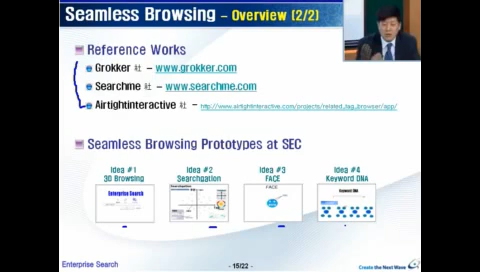 Seamless Browsing – Overview (2/2)
Reference Works
Grokker 社 – www.grokker.com
Searchme 社 – www.searchme.com
Airtightinteractive 社 – http://www.airtightinteractive.com/projects/related_tag_browser/app/
Seamless Browsing Prototypes at SEC
Idea #1 Idea #2 Idea #3 Idea #4
3D Browsing Searchgation FACE Keyword DNA
Enterprise Search
Searchgation
FACE
Keyword DNA
Enterprise Search
- 15/22 -
Create the Next Wave